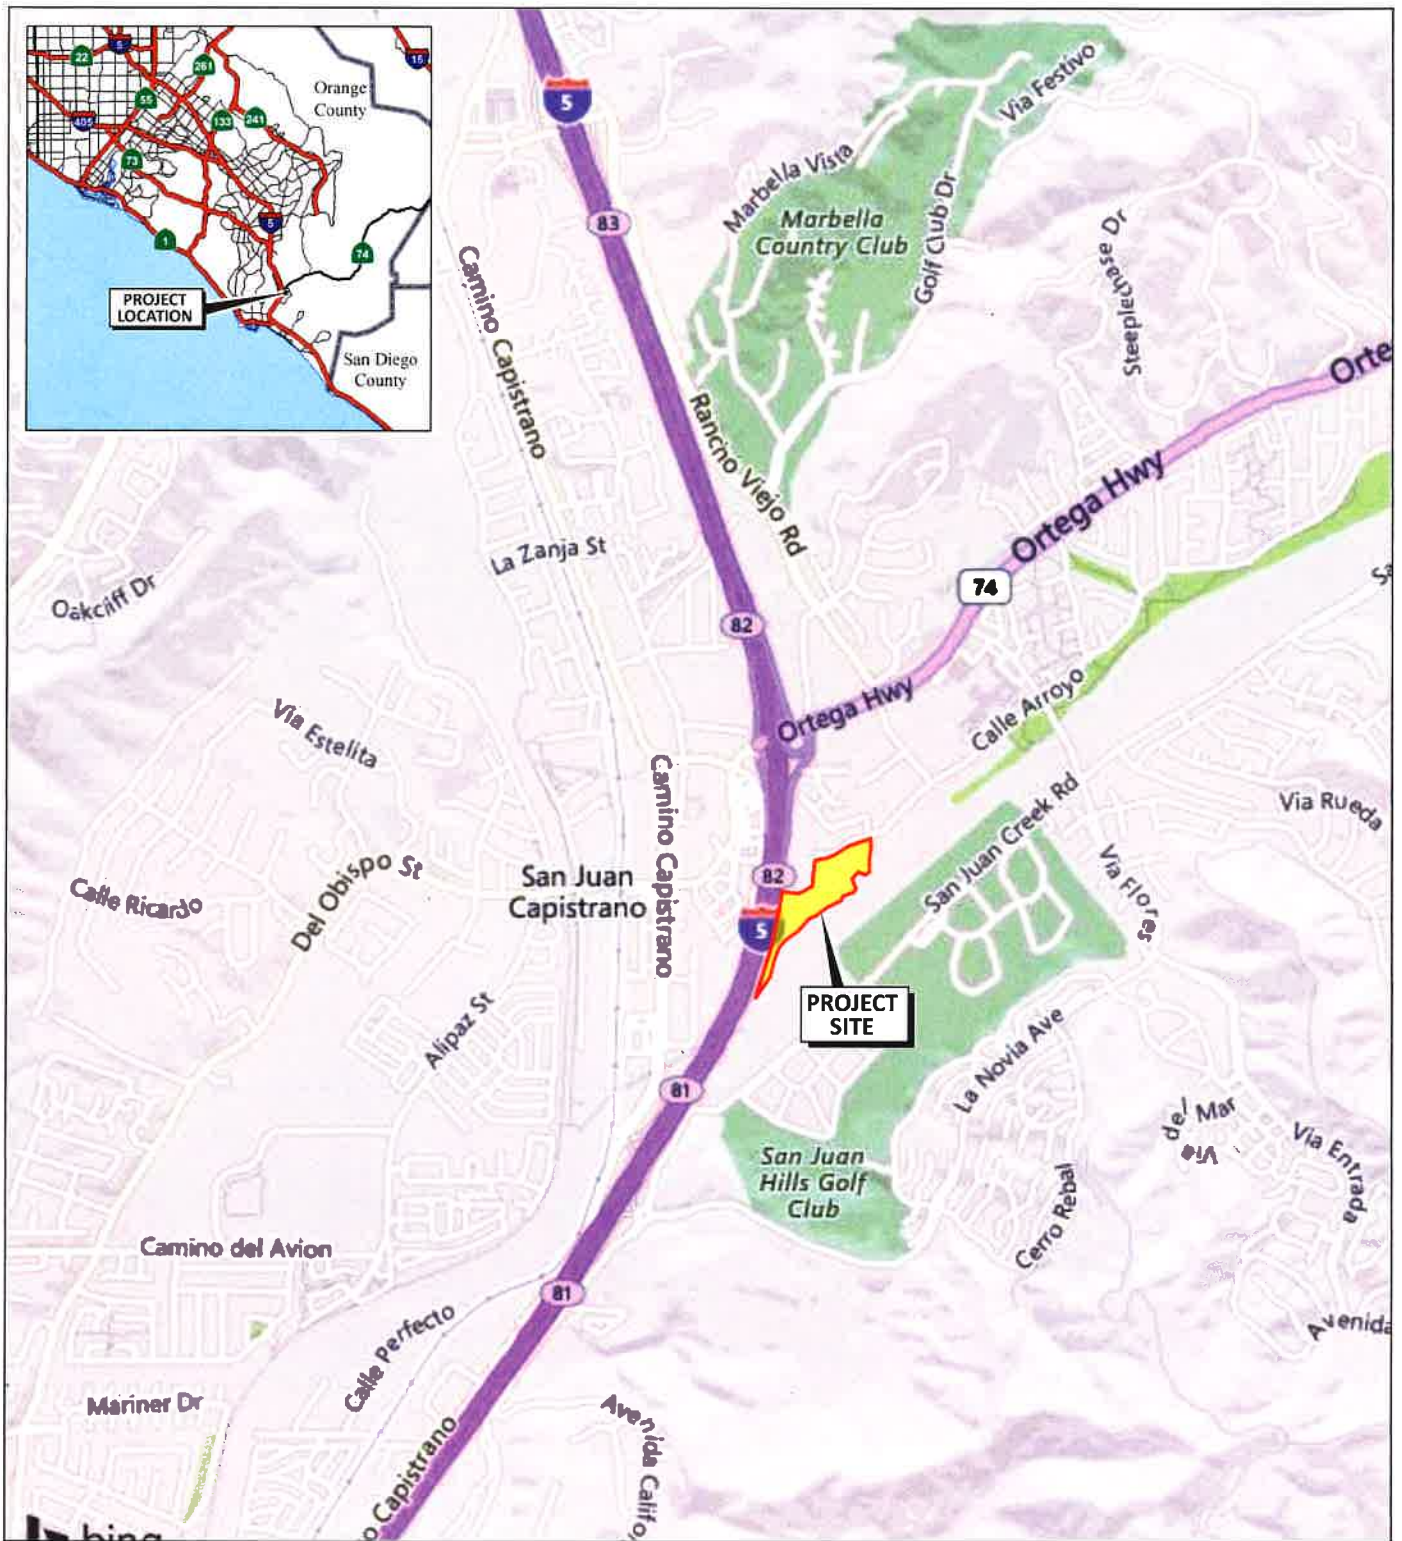 22
5
261
15
Orange
County
55
405
133
241
73
5
1
74
PROJECT
LOCATION
San Diego
County
5
Via Festivo
Marbella Vista
83
Marbella
Country Club
Golf Club Dr
Steeplechase Dr
Camino Capistrano
Rancho Viejo Rd
Orte
Ortega Hwy
La Zanja St
74
Oakcliff Dr
82
Ortega Hwy
Calle Arroyo
Via Estelita
Camino Capistrano
San Juan Creek Rd
Via Rueda
Del Obispo St
San Juan
Capistrano
82
Via Flores
Calle Ricardo
5
PROJECT
SITE
Alipaz St
La Novia Ave
81
Via del Mar
Via Entrada
San Juan
Hills Golf
Club
Cerro Rebal
Camino del Avion
81
Calle Perfecto
Avenida
Mariner Dr
Avenida Califo
o Capistrano
bing